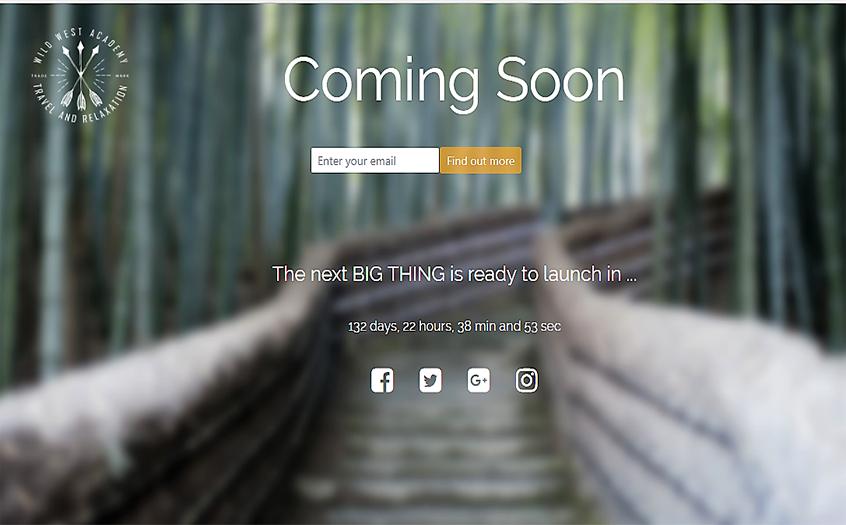 WILD WEST ACADEMY
TRADE MARK
TRAVEL AND RELAXATION
Coming Soon
Enter your email Find out more
The next BIG THING is ready to launch in ...
132 days, 22 hours, 38 min and 53 sec